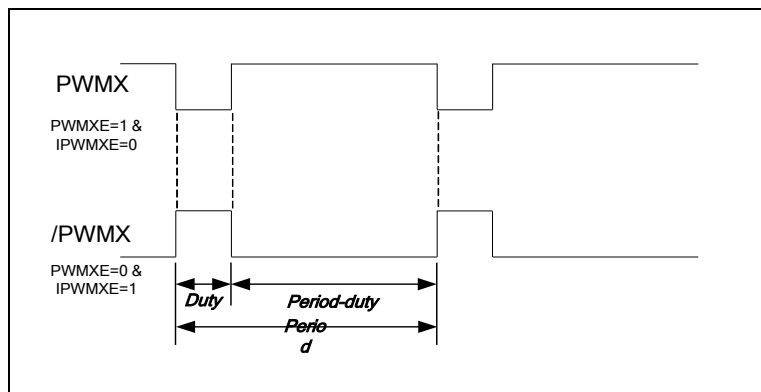 PWMX
PWMXE=1 &
IPWMXE=0
/PWMX
PWMXE=0 &
IPWMXE=1
Duty
Period-duty
Perio
d